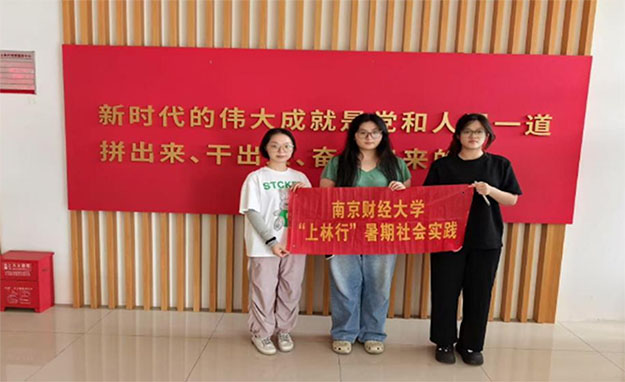 新时代的伟大成就是党和人 一道
拼出来、干出 、奋 来的
STCK
南京财经大学
“上林行”暑期社会实践